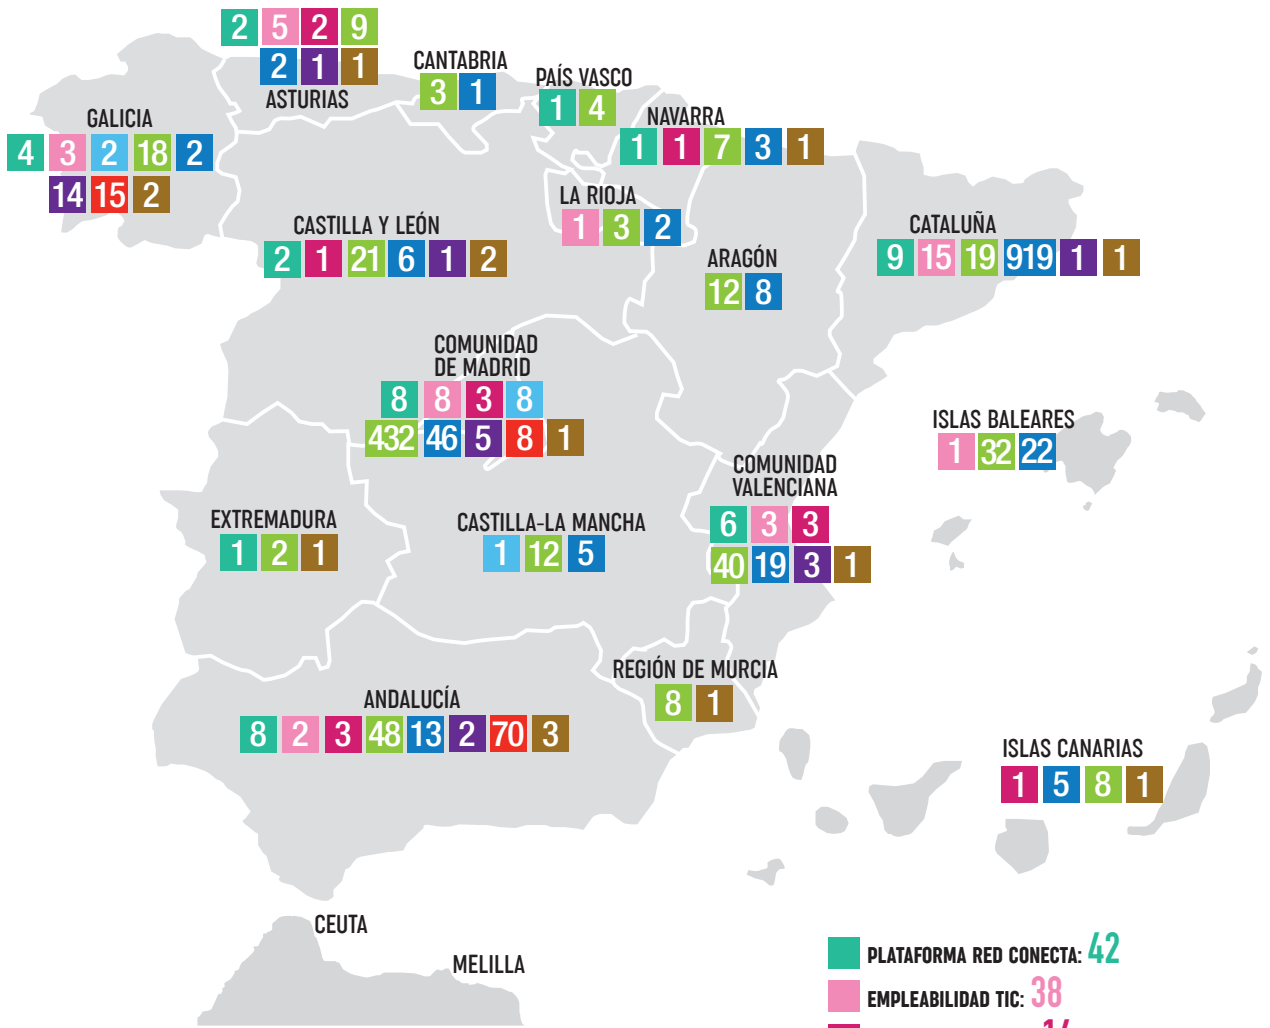 2 5 2 9
2 1 1
ASTURIAS
CANTABRIA
3 1
PAÍS VASCO
1 4
NAVARRA
1 1 7 3 1
GALICIA
4 3 2 18 2
14 15 2
LA RIOJA
1 3 2
CASTILLA Y LEÓN
2 1 21 6 1 2
ARAGÓN
12 8
CATALUÑA
9 15 19 919 1 1
COMUNIDAD
DE MADRID
8 8 3 8
432 46 5 8 1
ISLAS BALEARES
1 32 22
COMUNIDAD
VALENCIANA
6 3 3
40 19 3 1
EXTREMADURA
1 2 1
CASTILLA-LA MANCHA
1 12 5
REGIÓN DE MURCIA
8 1
ANDALUCÍA
8 2 3 48 13 2 70 3
ISLAS CANARIAS
1 5 8 1
CEUTA
MELILLA
PLATAFORMA RED CONECTA: 42
EMPLEABILIDAD TIC: 38